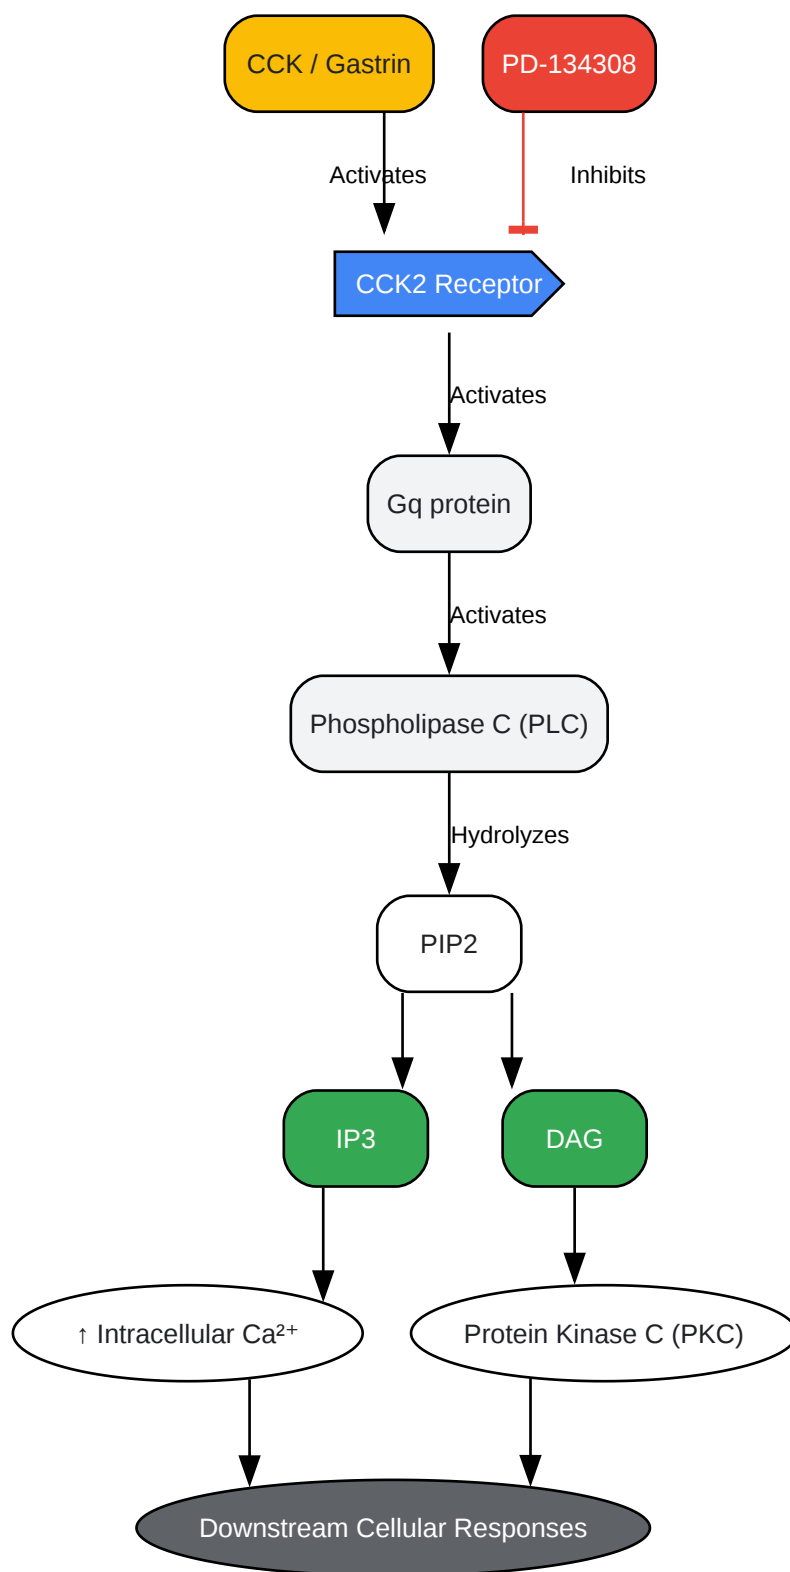 CCK / Gastrin
PD-134308
Activates
Inhibits
CCK2 Receptor
Activates
Gq protein
Activates
Phospholipase C (PLC)
Hydrolyzes
PIP2
IP3
DAG
↑ Intracellular Ca²⁺
Protein Kinase C (PKC)
Downstream Cellular Responses